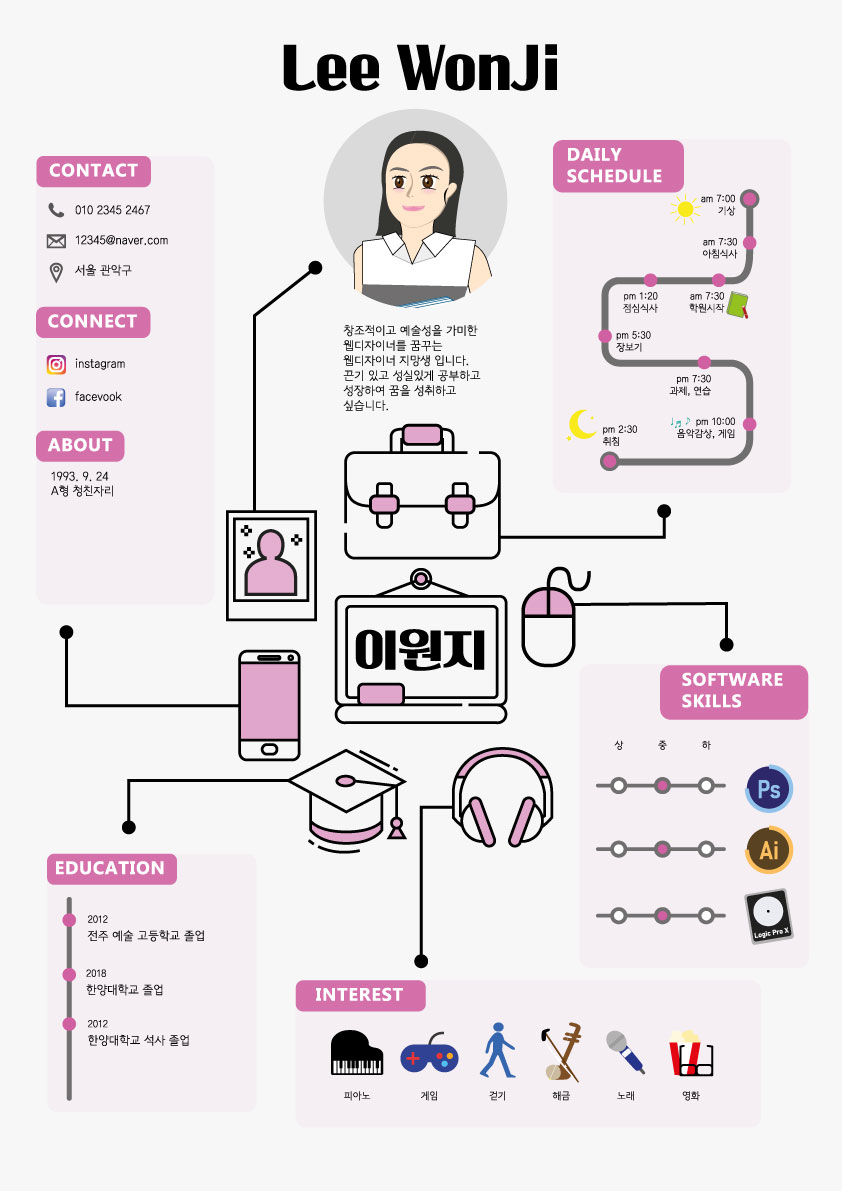 Lee WonJi
CONTACT
010 2345 2467
12345@naver.com
서울 관악구
CONNECT
instagram
facevook
ABOUT
1993. 9. 24
A형 청친자리
창조적이고 예술성을 가미한
웹디자이너를 꿈꾸는
웹디자이너 지망생 입니다.
끈기 있고 성실있게 공부하고
성장하여 꿈을 성취하고
싶습니다.
DAILY
SCHEDULE
am 7:00
기상
am 7:30
아침식사
am 7:30
학원시작
pm 1:20
점심식사
pm 5:30
장보기
pm 7:30
과제, 연습
pm 10:00
음악감상, 게임
pm 2:30
취침
이원지
SOFTWARE
SKILLS
상 중 하
Ps
Ai
Logic Pro X
EDUCATION
2012
전주 예술 고등학교 졸업
2018
한양대학교 졸업
2012
한양대학교 석사 졸업
INTEREST
피아노 게임 걷기 해금 노래 영화